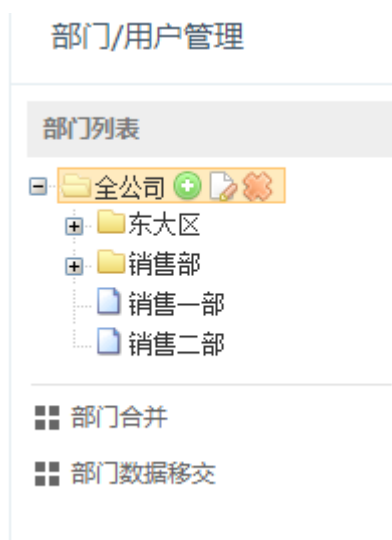 部门/用户管理
部门列表
全公司
东大区
销售部
销售一部
销售二部
部门合并
部门数据移交